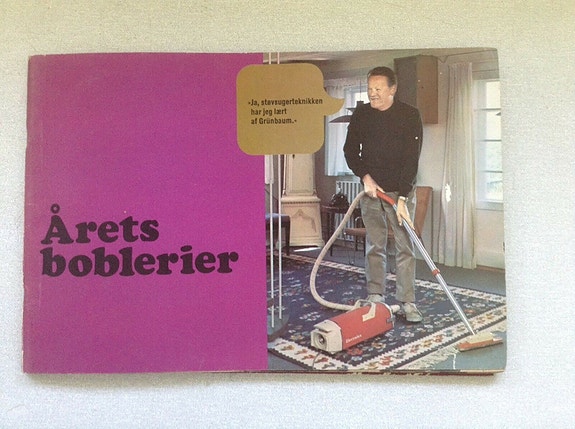 »Ja, støvsugerteknikken
har jeg lært
af Grünbaum.«
Årets
boblerier